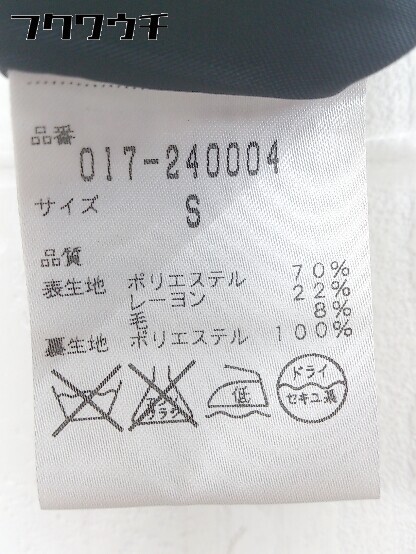 フクウウチ
品番
017-240004
サイズ S
品質
表生地 ポリエステル 70%
レーヨン 22%
毛 8%
裏生地 ポリエステル 100%
低
ドライ
セキユ系